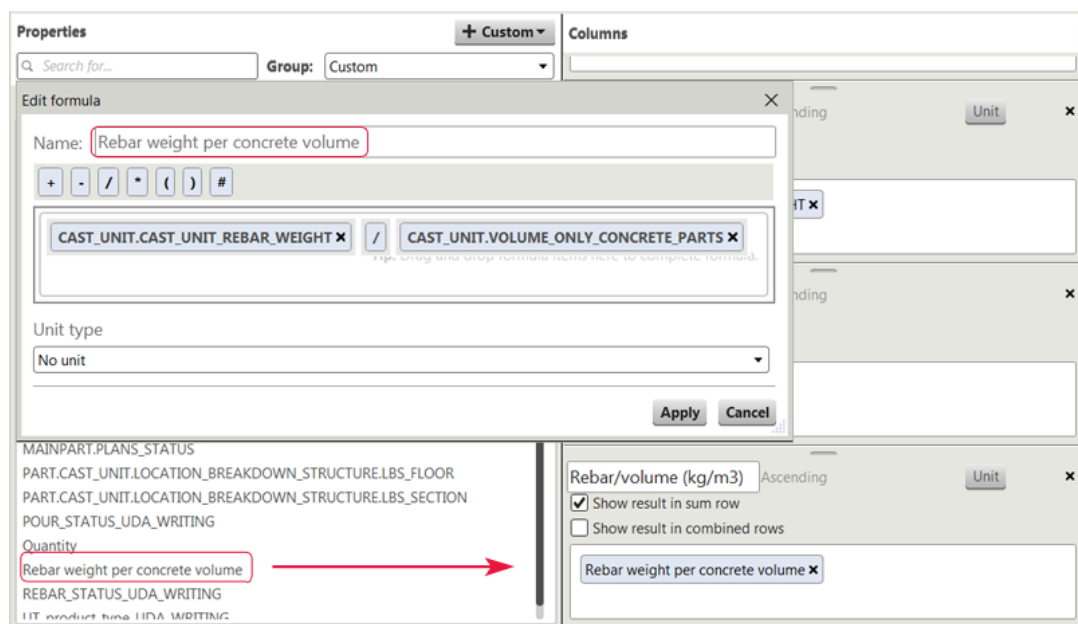 Properties
+ Custom
Columns
Search for...
Group:
Custom
Edit formula
nding
Unit
Name:
Rebar weight per concrete volume
+ - / * ( ) #
HT
CAST_UNIT.CAST_UNIT_REBAR_WEIGHT
/
CAST_UNIT.VOLUME_ONLY_CONCRETE_PARTS
Tip: Drag and drop formula items here to complete formula.
nding
Unit type
No unit
Apply
Cancel
MAINPART.PLANS_STATUS
PART.CAST_UNIT.LOCATION_BREAKDOWN_STRUCTURE.LBS_FLOOR
PART.CAST_UNIT.LOCATION_BREAKDOWN_STRUCTURE.LBS_SECTION
POUR_STATUS_UDA_WRITING
Quantity
Rebar weight per concrete volume
REBAR_STATUS_UDA_WRITING
UT_product_type_UDA_WRITING
Rebar/volume (kg/m3)
Ascending
Unit
Show result in sum row
Show result in combined rows
Rebar weight per concrete volume